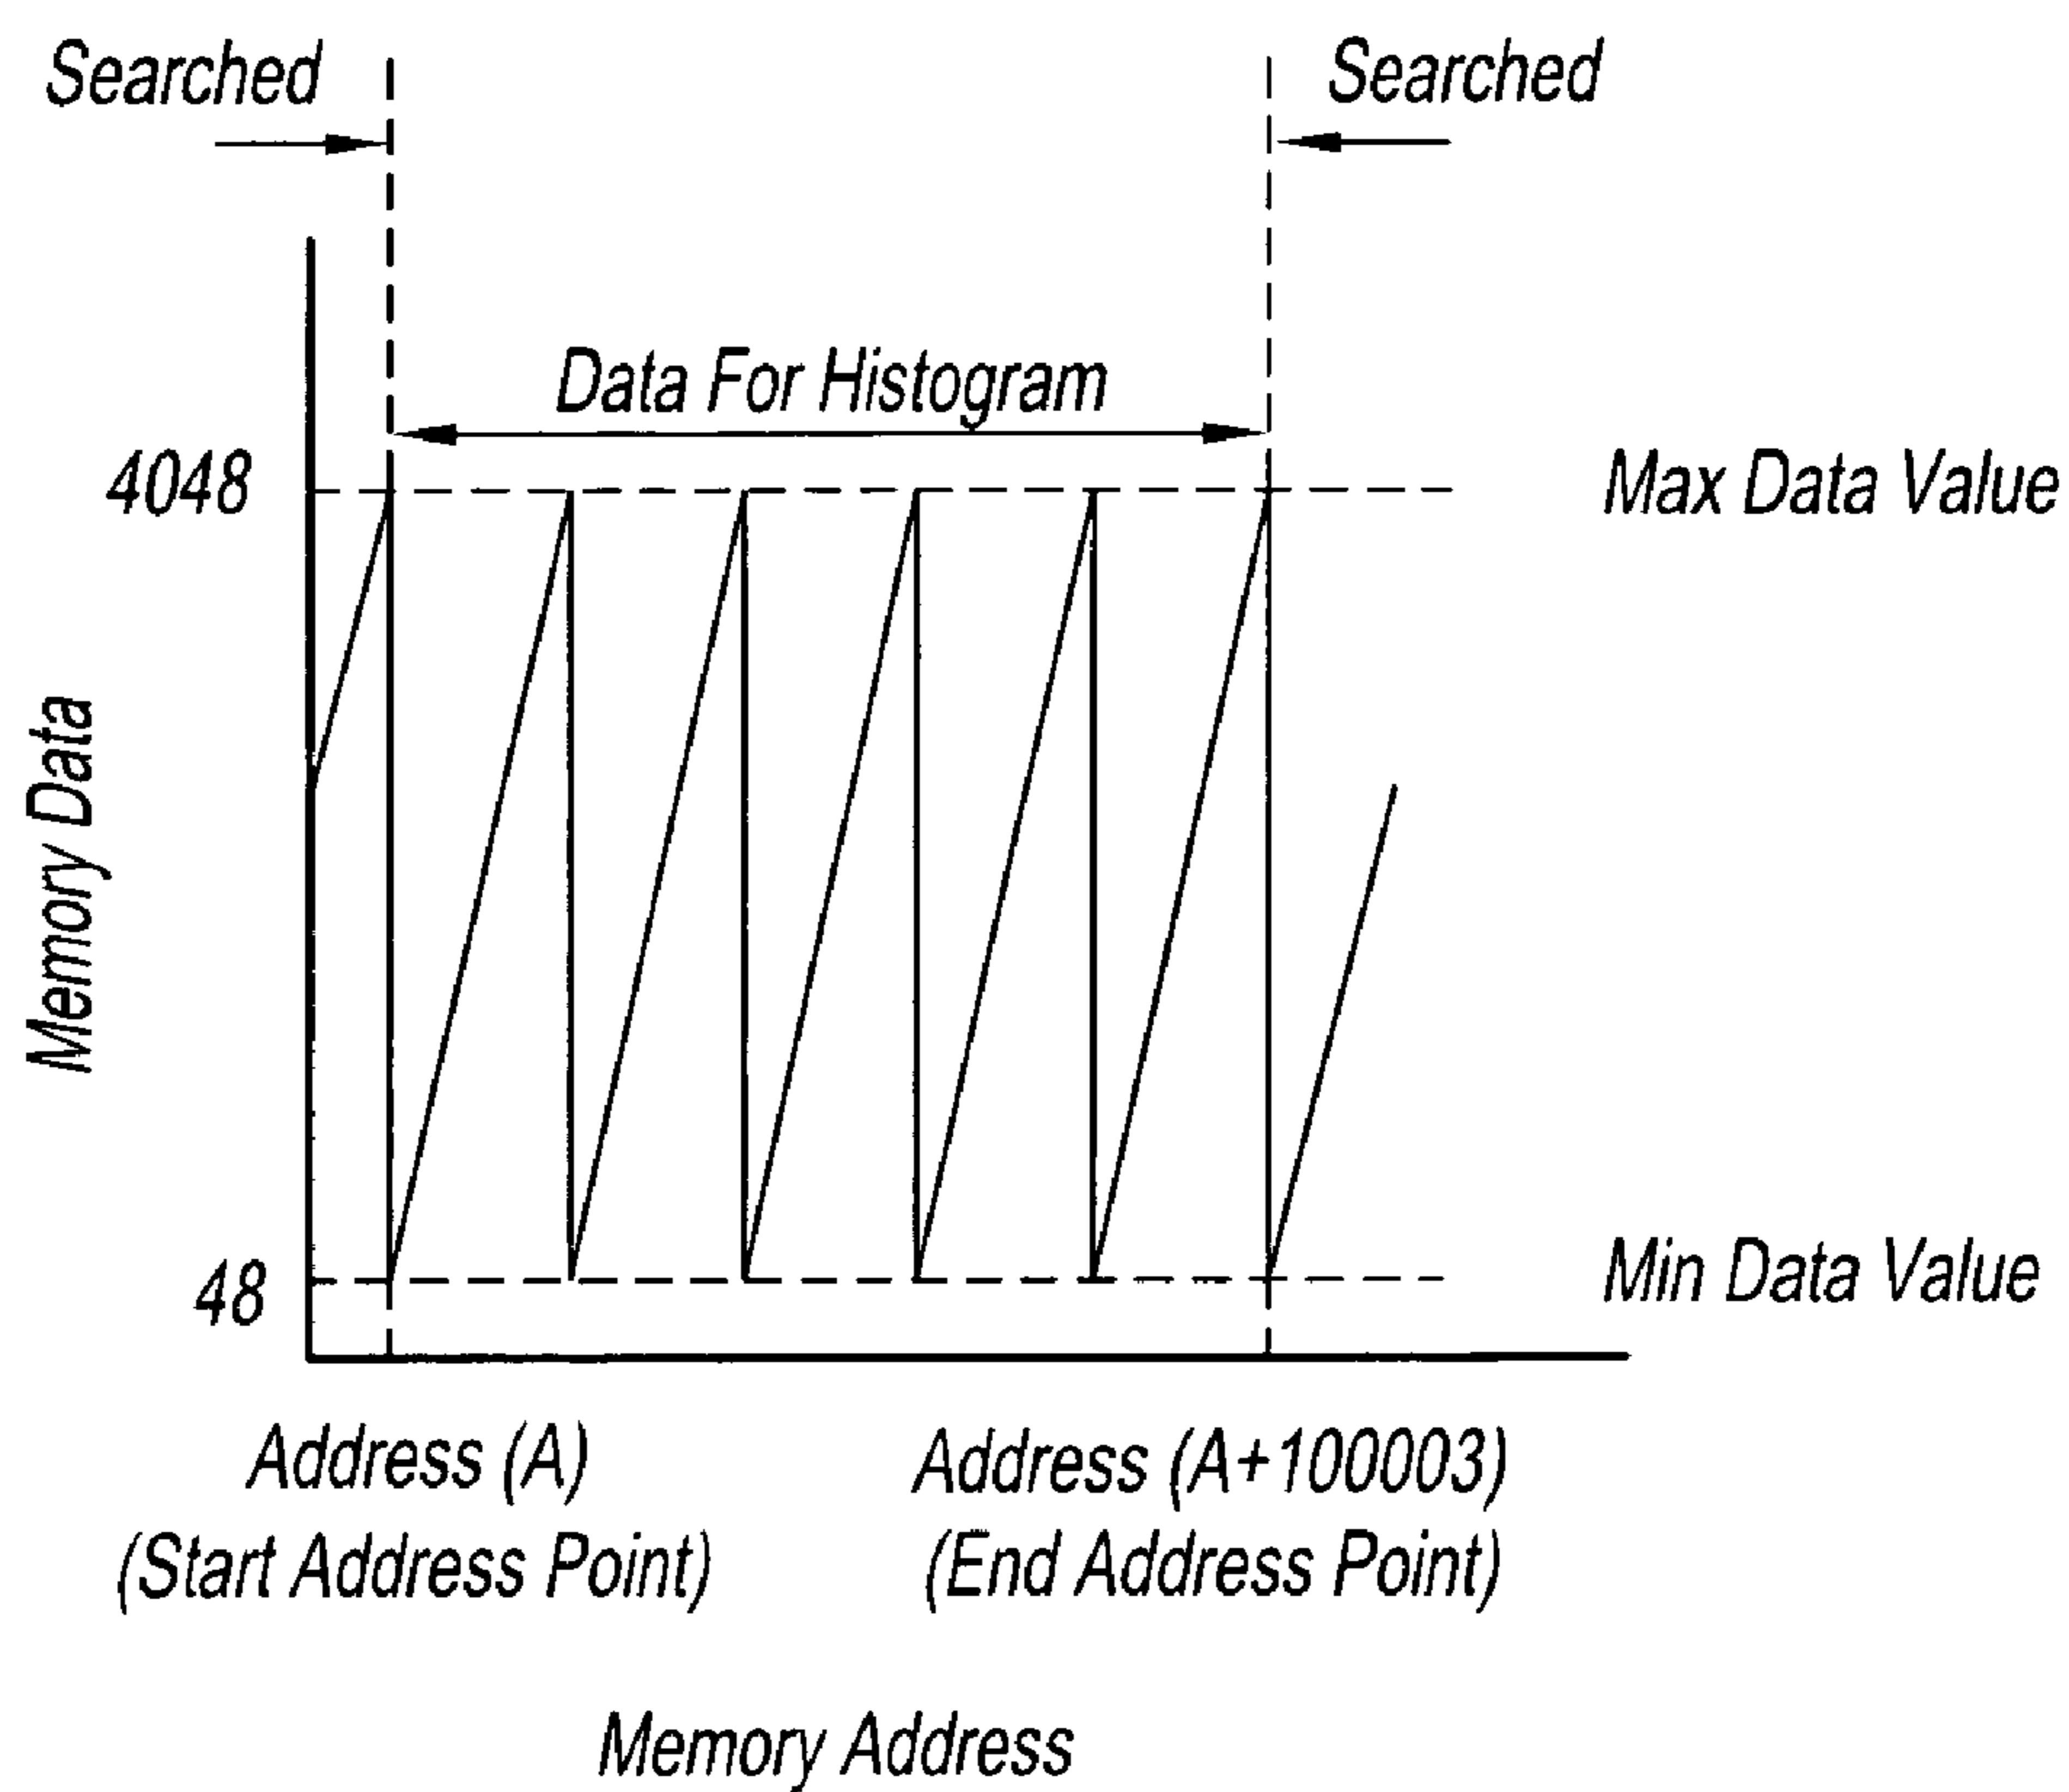 Searched
Searched
Data For Histogram
4048
Max Data Value
Memory Data
48
Min Data Value
Address (A)
(Start Address Point)
Address (A+100003)
(End Address Point)
Memory Address